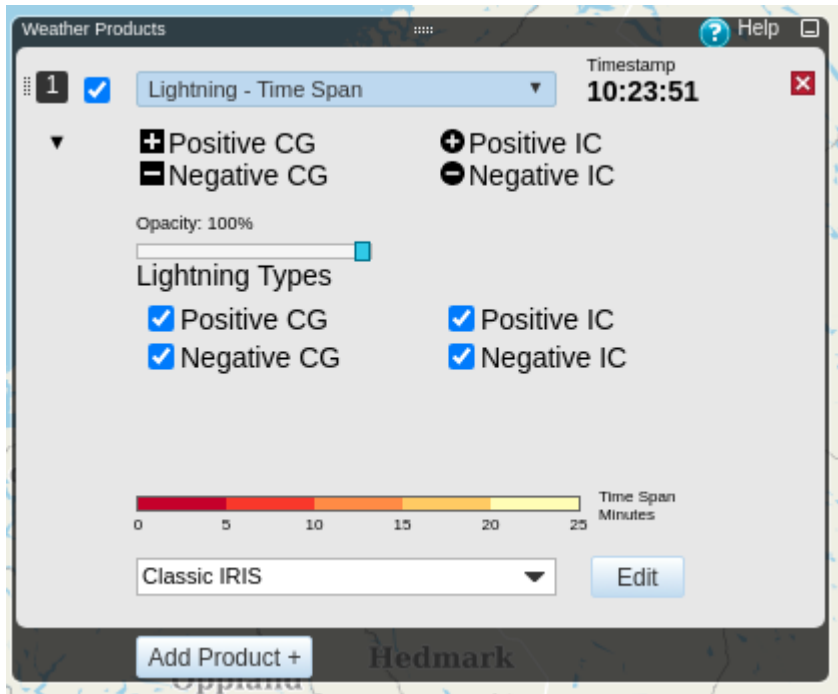 Weather Products
? Help
1
Lightning - Time Span
Timestamp
10:23:51
Positive CG
Positive IC
Negative CG
Negative IC
Opacity: 100%
Lightning Types
Positive CG
Positive IC
Negative CG
Negative IC
0 5 10 15 20 25
Time Span
Minutes
Classic IRIS
Edit
Add Product +
Hedmark
Oppland